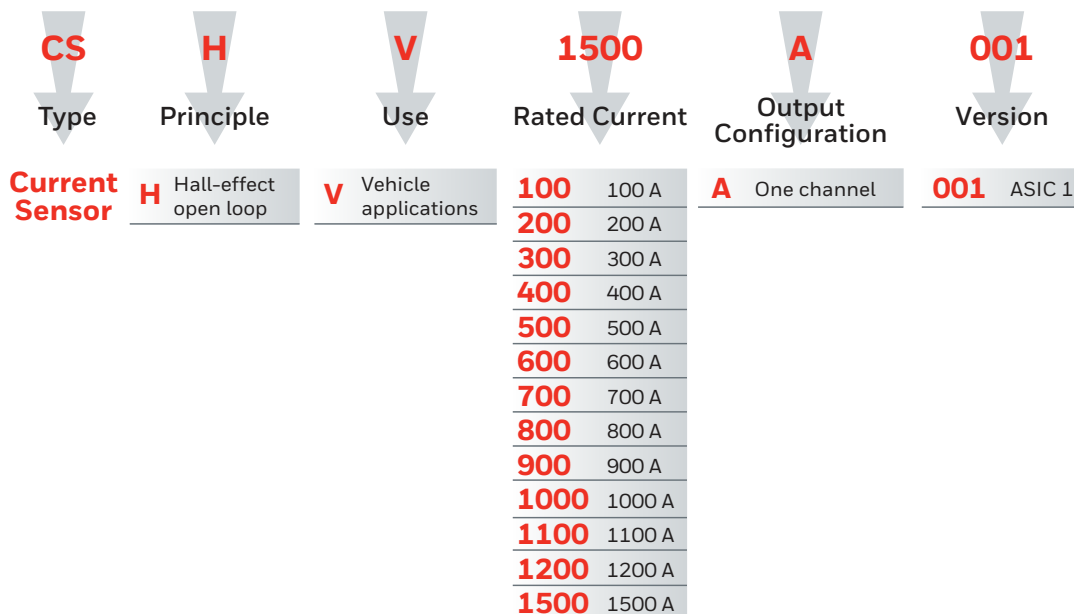 CS H V 1500 A 001
Type Principle Use Rated Current Output Configuration Version
Current Sensor
H Hall-effect open loop
V Vehicle applications
100 100 A
200 200 A
300 300 A
400 400 A
500 500 A
600 600 A
700 700 A
800 800 A
900 900 A
1000 1000 A
1100 1100 A
1200 1200 A
1500 1500 A
A One channel
001 ASIC 1